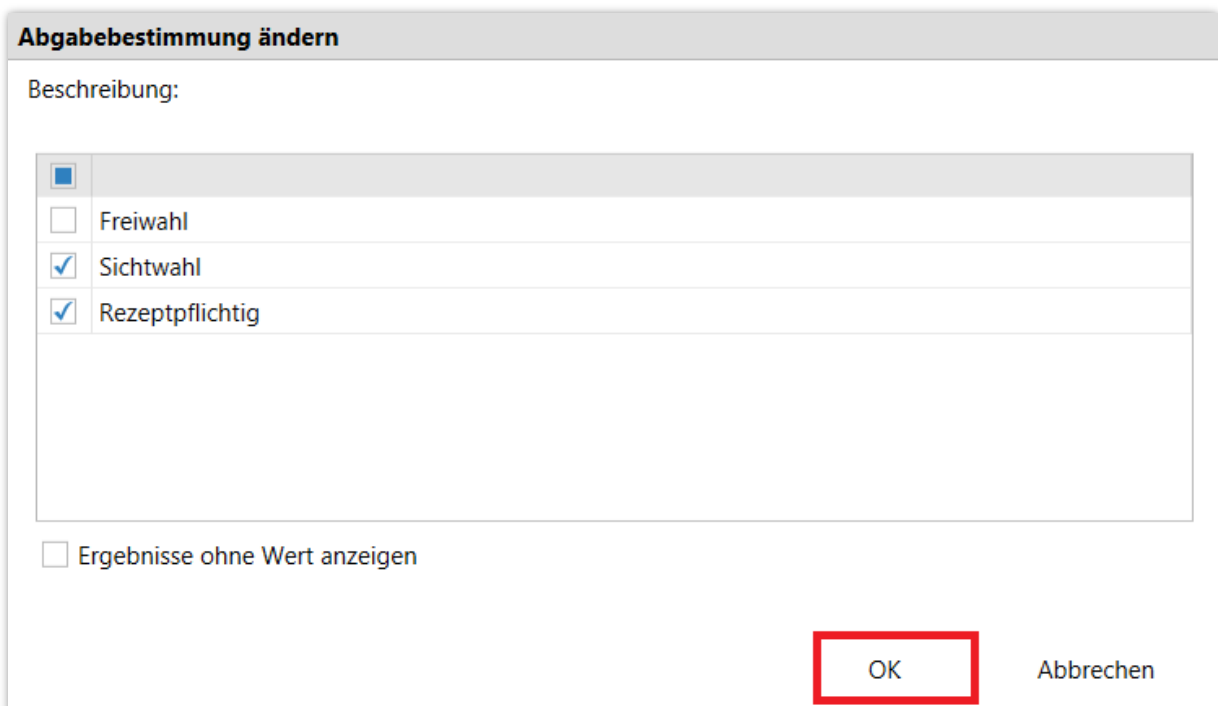 Abgabebestimmung ändern
Beschreibung:
Freiwahl
Sichtwahl
Rezeptpflichtig
Ergebnisse ohne Wert anzeigen
OK Abbrechen